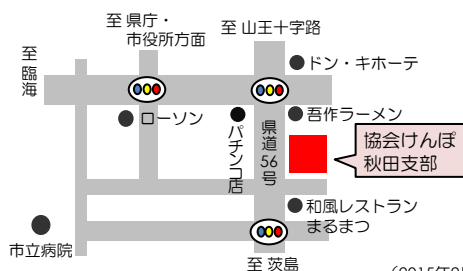 至 県庁・
市役所方面
至 山王十字路
至 臨海
ドン・キホーテ
ローソン
パチンコ店
県道56号
吾作ラーメン
協会けんぽ
秋田支部
和風レストラン
まるまつ
市立病院
至 茨島